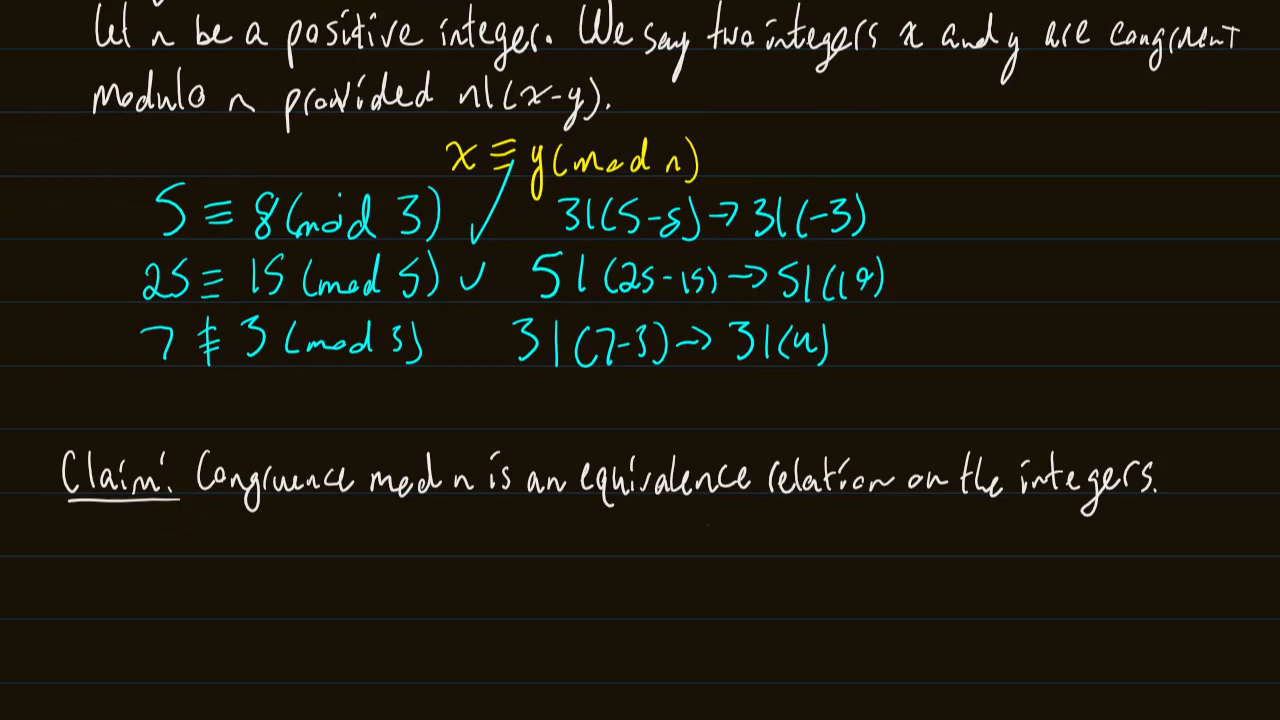 Let n be a positive integer. We say two integers x and y are congruent
modulo n provided n|(x-y).
x ≡ y (mod n)
5 ≡ 8 (mod 3) ✓ 3|(5-8) → 3|(-3)
25 ≡ 15 (mod 5) ✓ 5|(25-15) → 5|(10)
7 ≢ 3 (mod 3) 3|(7-3) → 3|(4)
Claim: Congruence mod n is an equivalence relation on the integers.